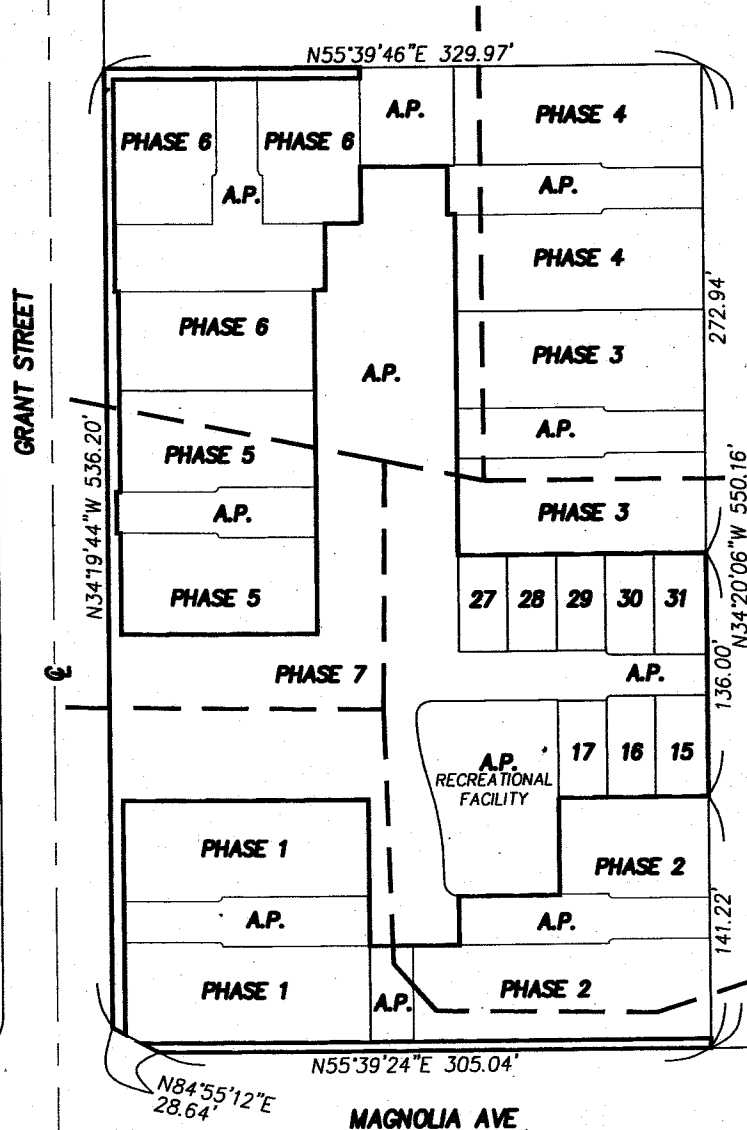 N55°39'46"E 329.97'
PHASE 6
PHASE 6
A.P.
PHASE 4
A.P.
A.P.
PHASE 4
GRANT STREET
PHASE 6
272.94'
PHASE 3
A.P.
A.P.
PHASE 5
N34°19'44"W 536.20'
A.P.
PHASE 3
N34°20'06"W 550.16'
PHASE 5
27 28 29 30 31
℄
PHASE 7
A.P.
136.00'
17 16 15
A.P.
RECREATIONAL
FACILITY
PHASE 1
PHASE 2
A.P.
A.P.
141.22'
PHASE 1
A.P.
PHASE 2
N55°39'24"E 305.04'
N84°55'12"E
28.64'
MAGNOLIA AVE